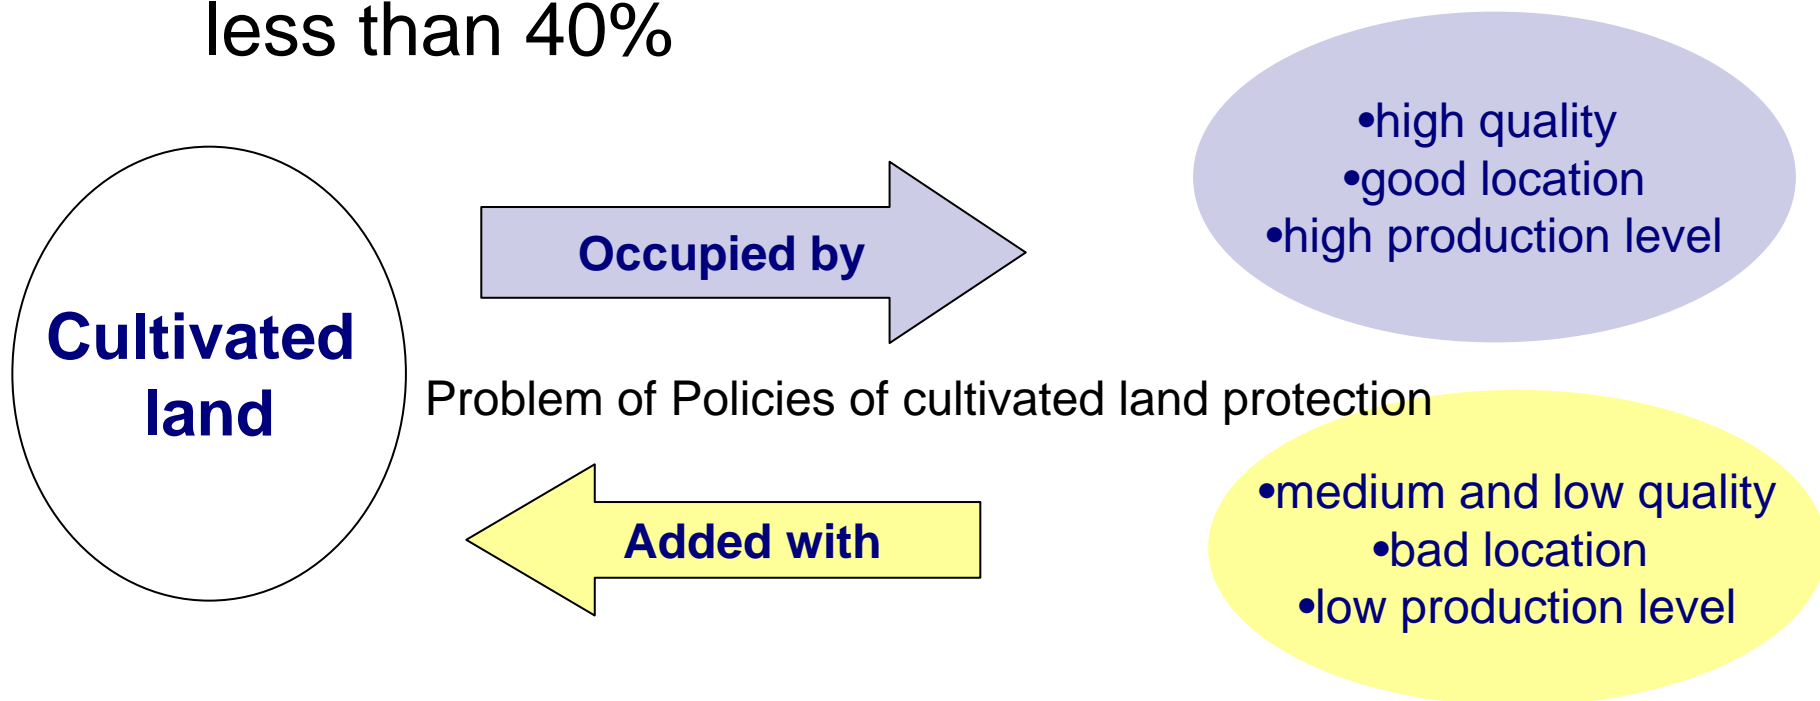 less than 40%
•high quality
•good location
•high production level
Occupied by
Cultivated
land
Problem of Policies of cultivated land protection
•medium and low quality
•bad location
•low production level
Added with